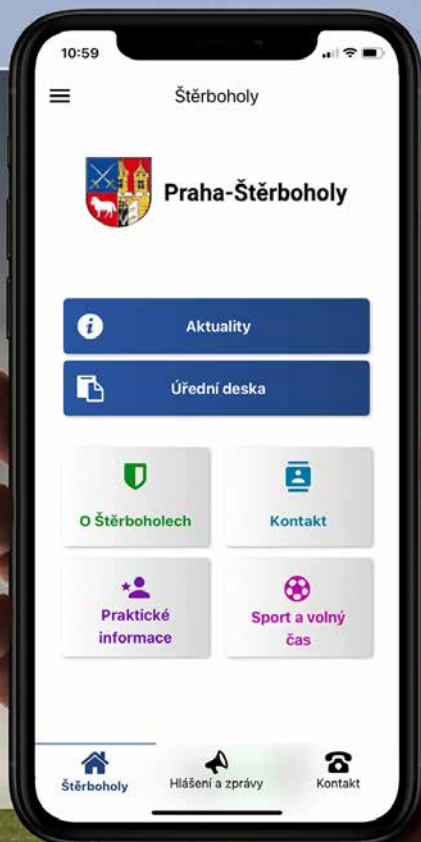 10:59
Štěrboholy
Praha-Štěrboholy
Aktuality
Úřední deska
O Štěrboholech
Kontakt
Praktické
informace
Sport a volný
čas
Štěrboholy
Hlášení a zprávy
Kontakt